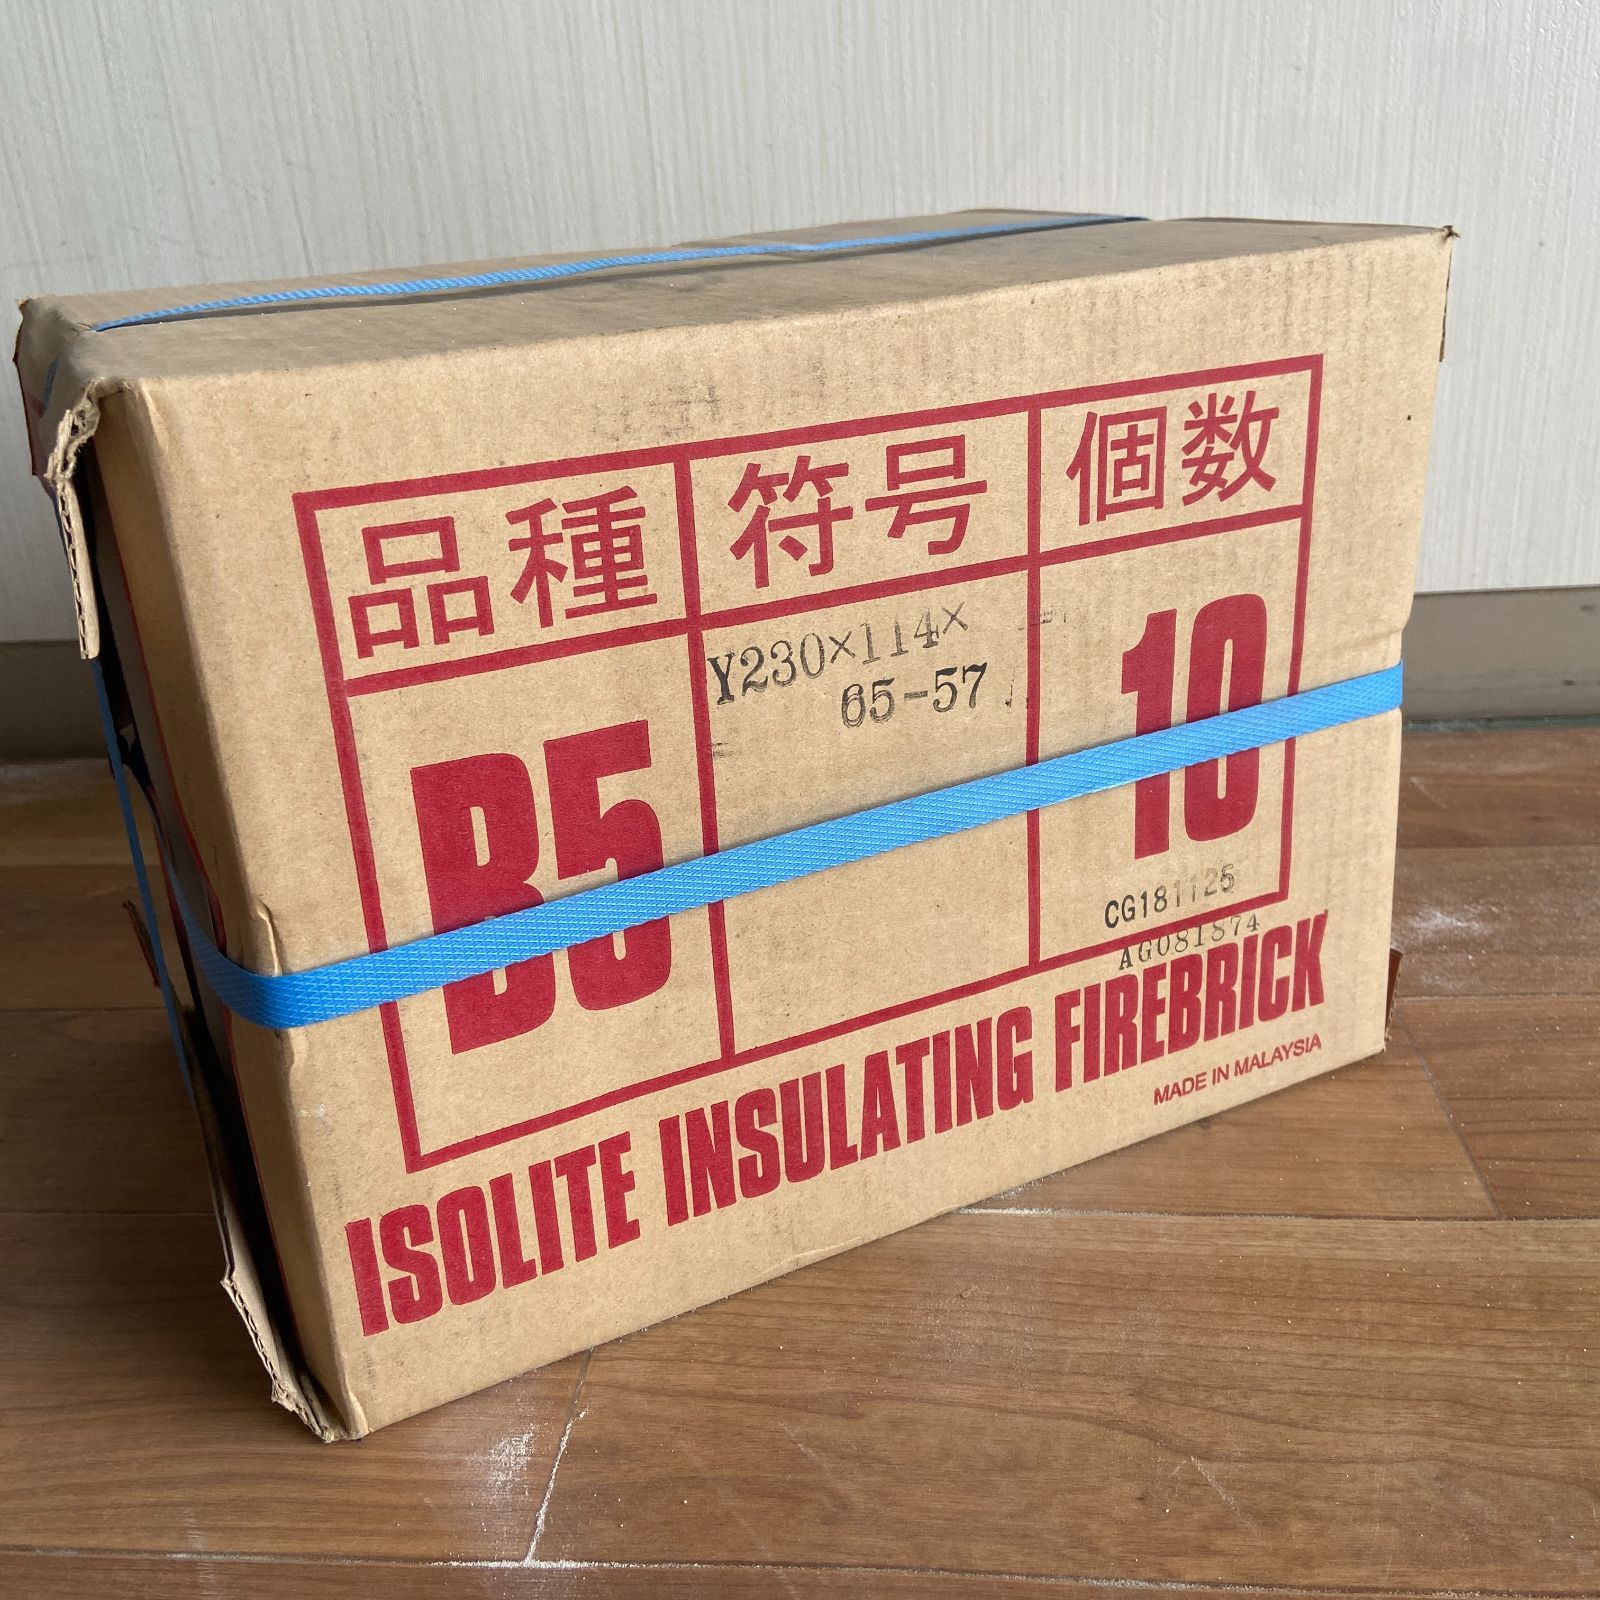 品種 符号 個数
B5 Y230×114× 10
65-57
CG181125
AG081874
ISOLITE INSULATING FIREBRICK
MADE IN MALAYSIA